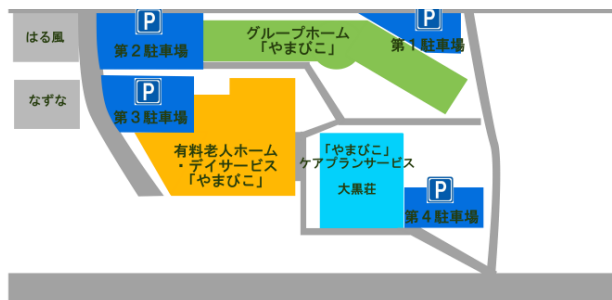 はる風
なずな
P
第2駐車場
グループホーム
「やまびこ」
P
第1駐車場
P
第3駐車場
有料老人ホーム
・デイサービス
「やまびこ」
「やまびこ」
ケアプランサービス
大黒荘
P
第4駐車場